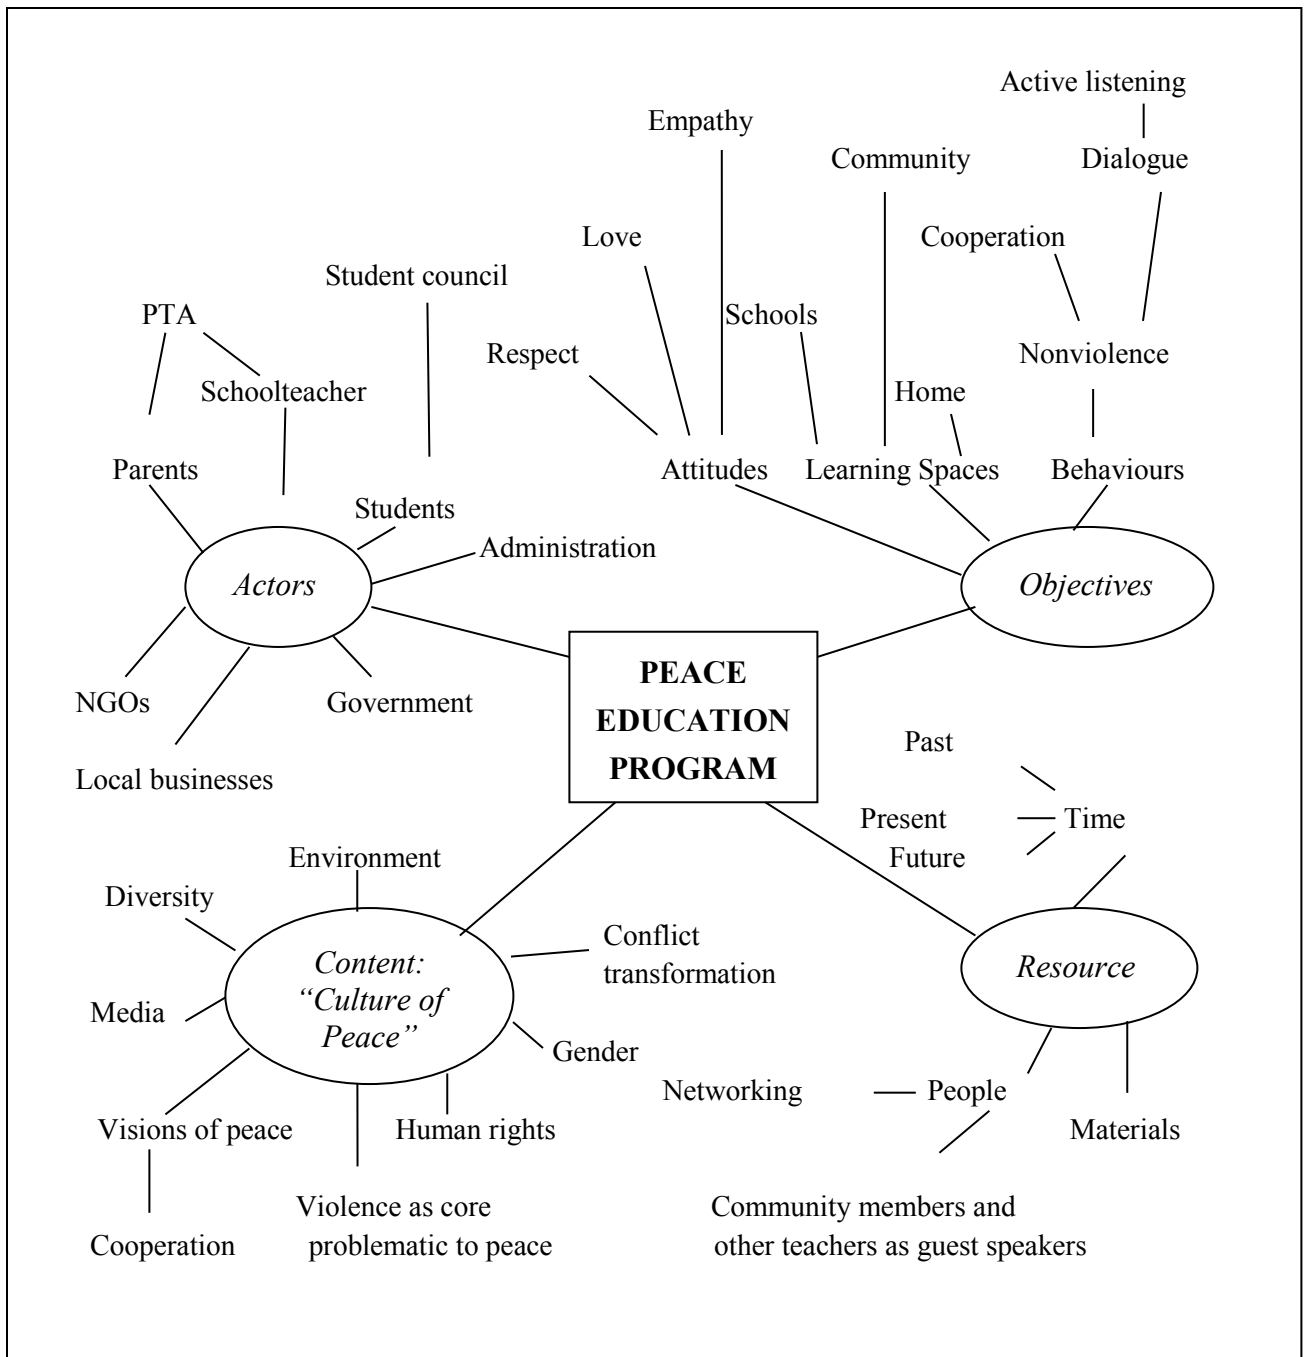 Active listening
Empathy
Community
Dialogue
Love
Cooperation
Student council
PTA
Schools
Respect
Nonviolence
Schoolteacher
Home
Parents
Attitudes
Learning Spaces
Behaviours
Students
Administration
Actors
Objectives
PEACE
EDUCATION
PROGRAM
NGOs
Government
Past
Local businesses
Present
Time
Future
Environment
Diversity
Conflict
transformation
Content:
“Culture of
Peace”
Resource
Media
Gender
Networking
People
Visions of peace
Human rights
Materials
Violence as core
problematic to peace
Community members and
other teachers as guest speakers
Cooperation